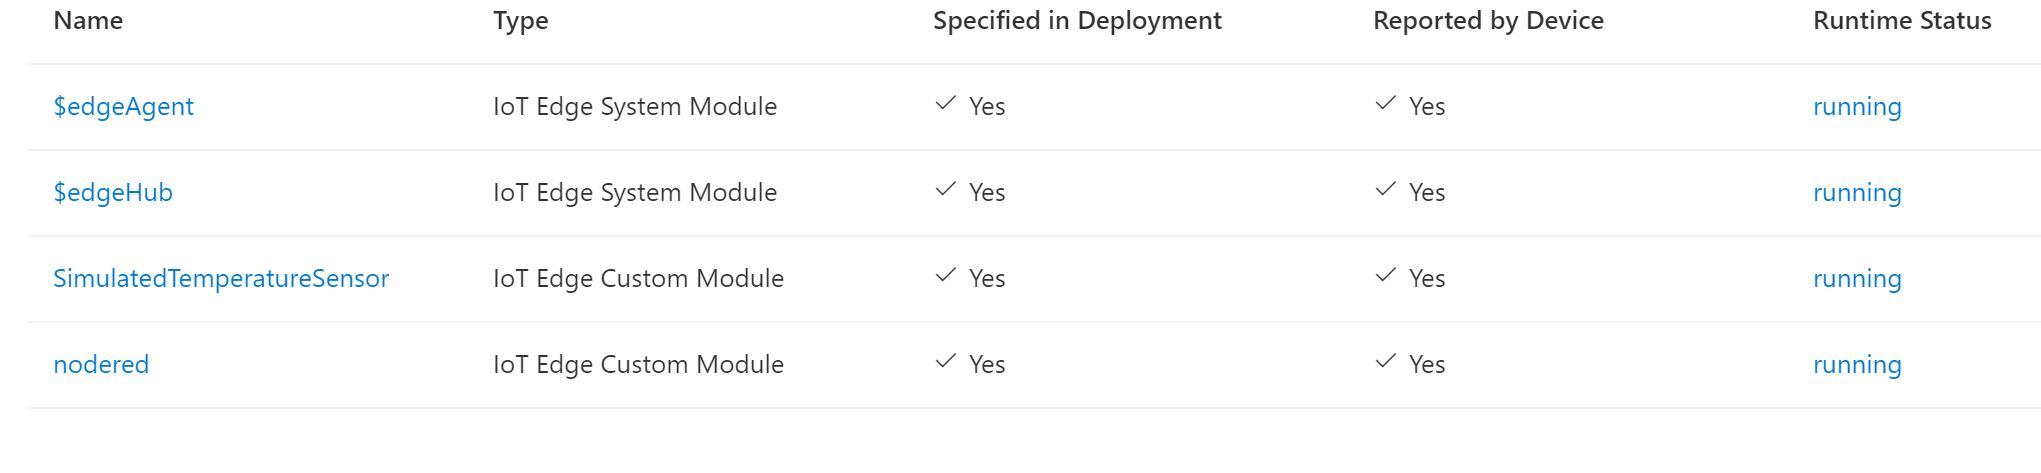 Name Type Specified in Deployment Reported by Device Runtime Status
$edgeAgent IoT Edge System Module Yes Yes running
$edgeHub IoT Edge System Module Yes Yes running
SimulatedTemperatureSensor IoT Edge Custom Module Yes Yes running
nodered IoT Edge Custom Module Yes Yes running